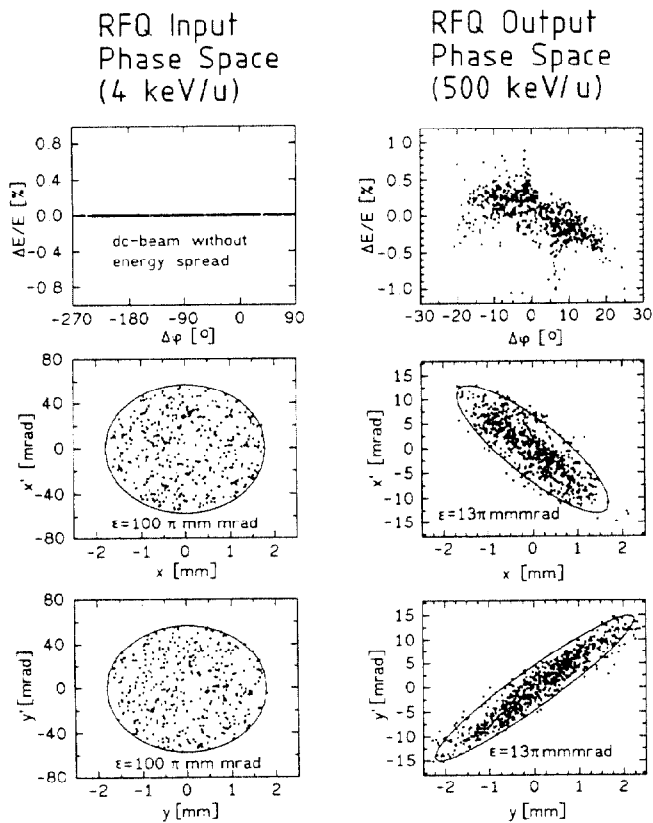 RFQ Input
Phase Space
(4 keV/u)
RFQ Output
Phase Space
(500 keV/u)
ΔE/E [%]
0.8
0.4
0.0
-0.4
-0.8
dc-beam without
energy spread
-270 -180 -90 0 90
Δφ [°]
ΔE/E [%]
1.0
0.5
0.0
-0.5
-1.0
-30 -20 -10 0 10 20 30
Δφ [°]
x' [mrad]
80
40
0
-40
-80
ε=100 π mm mrad
-2 -1 0 1 2
x [mm]
x' [mrad]
15
10
5
0
-5
-10
-15
ε=13π mmmrad
-2 -1 0 1 2
x [mm]
y' [mrad]
80
40
0
-40
-80
ε=100 π mm mrad
-2 -1 0 1 2
y [mm]
y' [mrad]
15
10
5
0
-5
-10
-15
ε=13π mmmrad
-2 -1 0 1 2
y [mm]